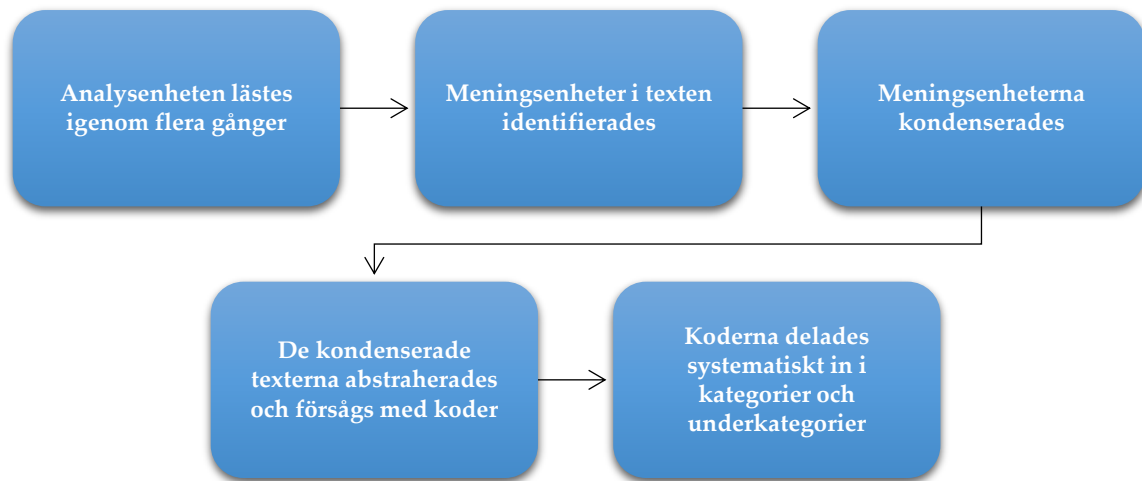 Analysenheten lästes
igenom flera gånger
Meningsenheter i texten
identifierades
Meningsenheterna
kondenserades
De kondenserade
texterna abstraherades
och försågs med koder
Koderna delades
systematiskt in i
kategorier och
underkategorier